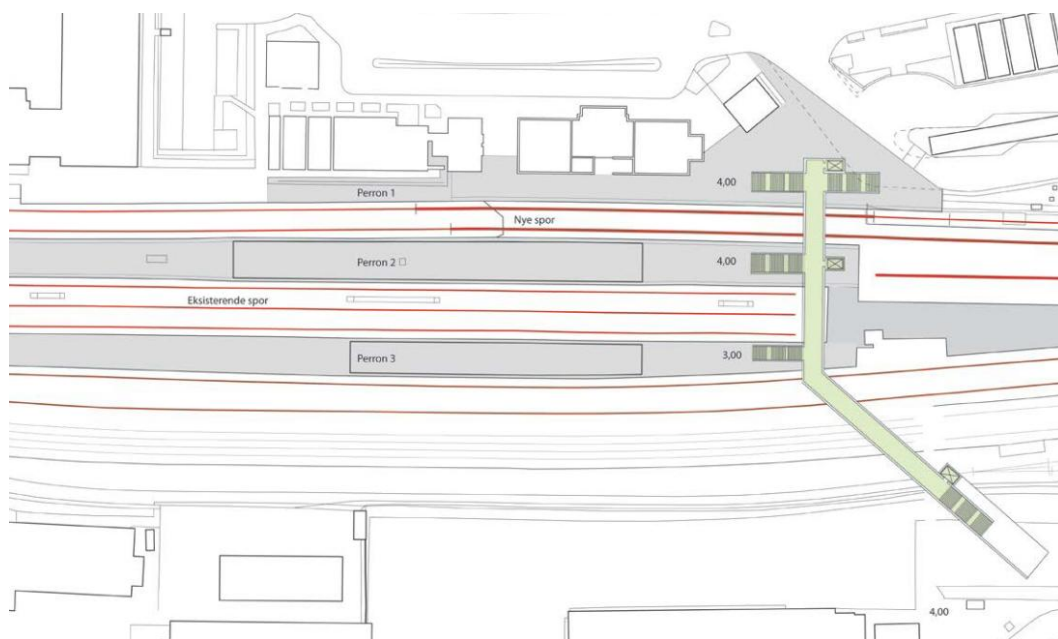 Perron 1
4,00
Nye spor
Perron 2
4,00
Eksisterende spor
Perron 3
3,00
4,00